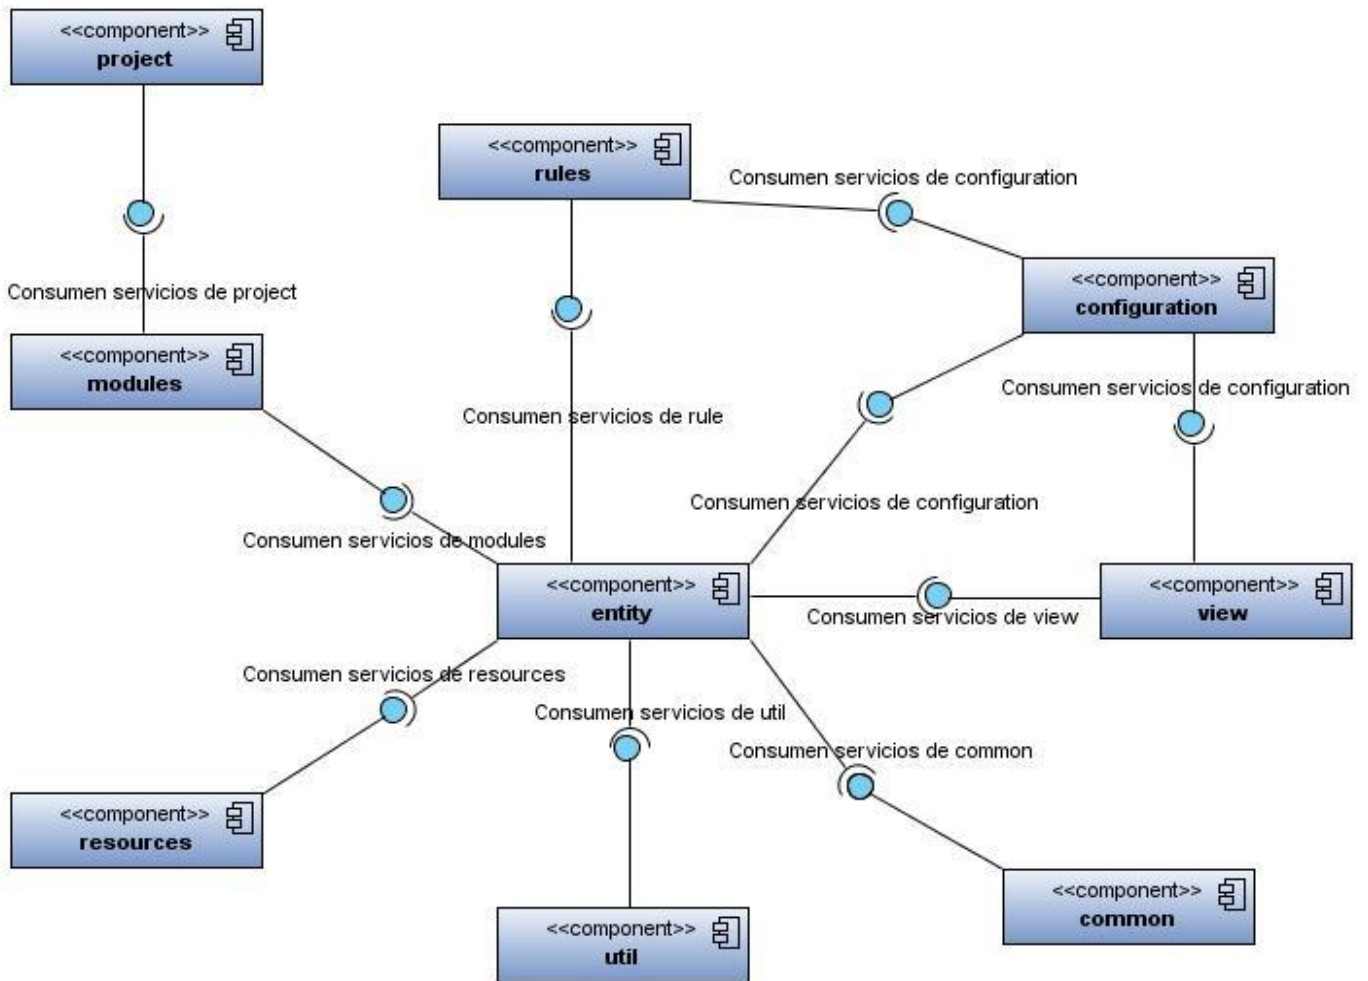 <<component>>
project
<<component>>
rules
Consumen servicios de configuration
<<component>>
configuration
Consumen servicios de project
<<component>>
modules
Consumen servicios de configuration
Consumen servicios de rule
Consumen servicios de configuration
Consumen servicios de modules
<<component>>
entity
<<component>>
view
Consumen servicios de view
Consumen servicios de resources
Consumen servicios de util
Consumen servicios de common
<<component>>
resources
<<component>>
common
<<component>>
util